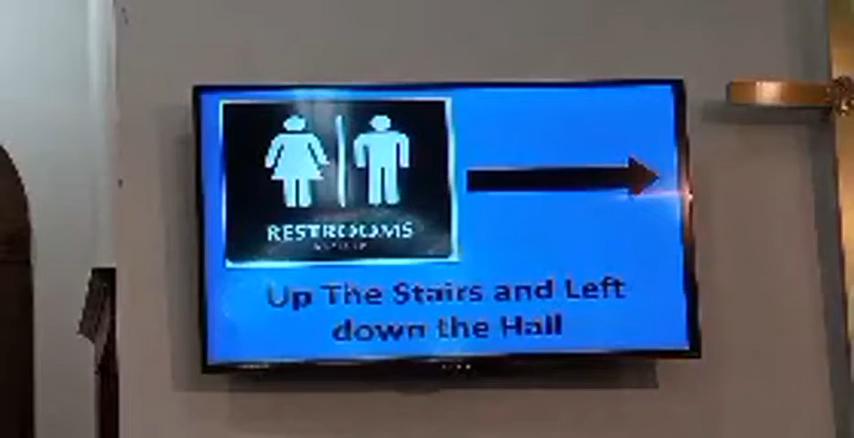 RESTROOMS
Up The Stairs and Left
down the Hall